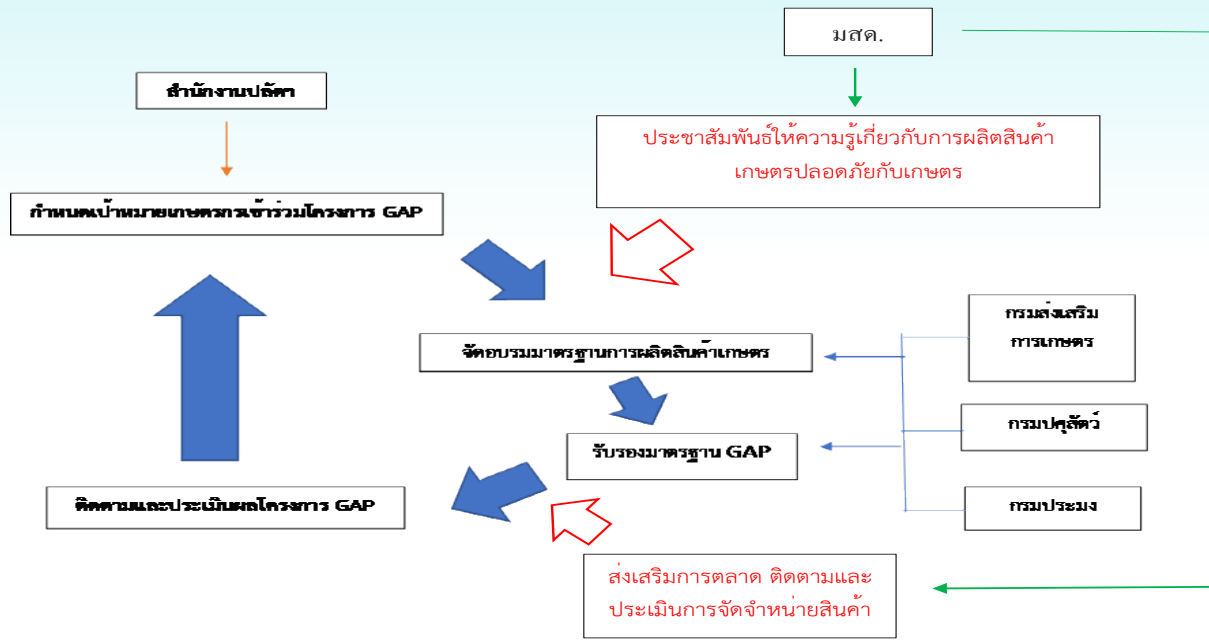 มสด.
สำนักงานปลัดฯ
ประชาสัมพันธ์ให้ความรู้เกี่ยวกับการผลิตสินค้า
เกษตรปลอดภัยกับเกษตร
กำหนดเป้าหมายเกษตรกรเข้าร่วมโครงการ GAP
กรมส่งเสริม
การเกษตร
จัดอบรมมาตรฐานการผลิตสินค้าเกษตร
กรมปศุสัตว์
รับรองมาตรฐาน GAP
ติดตามและประเมินผลโครงการ GAP
กรมประมง
ส่งเสริมการตลาด ติดตามและ
ประเมินการจัดจำหน่ายสินค้า